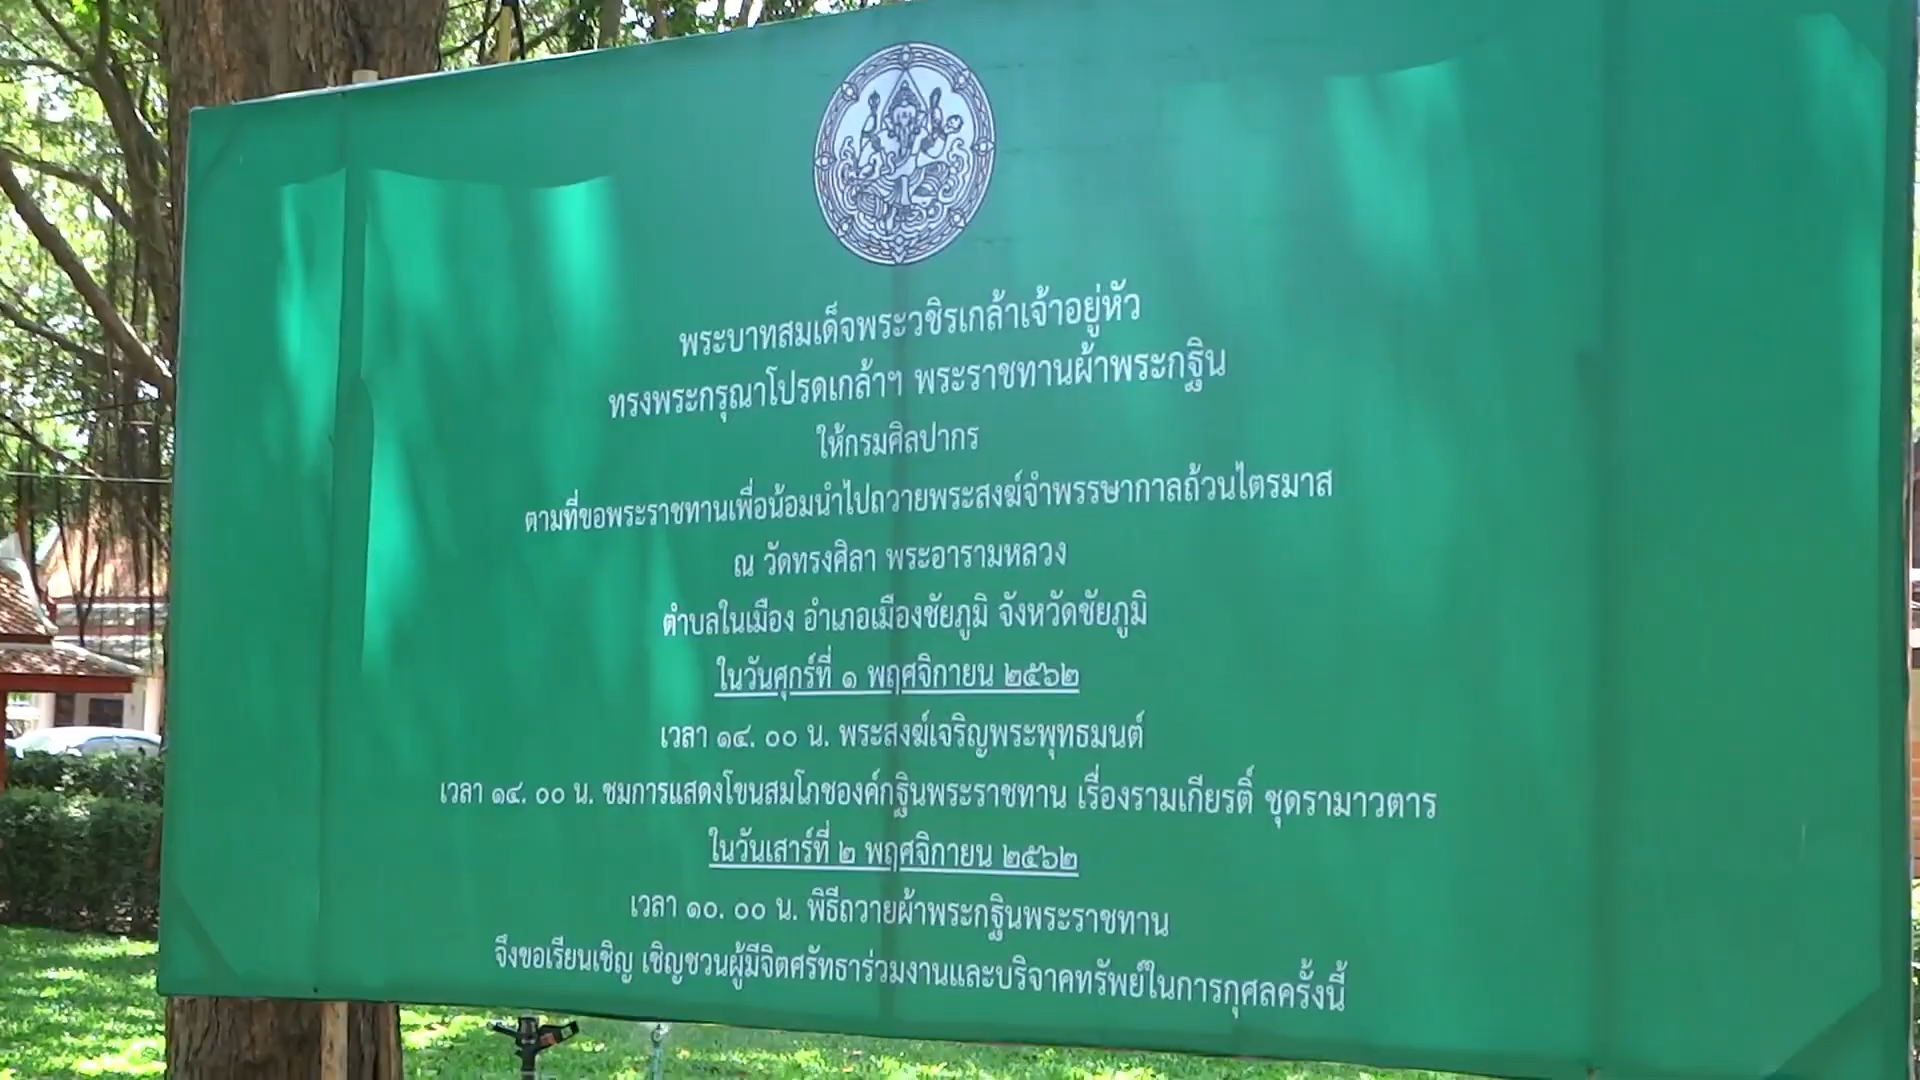 พระบาทสมเด็จพระวชิรเกล้าเจ้าอยู่หัว
ทรงพระกรุณาโปรดเกล้าฯ พระราชทานผ้าพระกฐิน
ให้กรมศิลปากร
ตามที่ขอพระราชทานเพื่อน้อมนำไปถวายพระสงฆ์จำพรรษากาลถ้วนไตรมาส
ณ วัดทรงศิลา พระอารามหลวง
ตำบลในเมือง อำเภอเมืองชัยภูมิ จังหวัดชัยภูมิ
ในวันศุกร์ที่ ๑ พฤศจิกายน ๒๕๖๒
เวลา ๑๔. ๐๐ น. พระสงฆ์เจริญพระพุทธมนต์
เวลา ๑๔. ๐๐ น. ชมการแสดงโขนสมโภชองค์กฐินพระราชทาน เรื่องรามเกียรติ์ ชุดรามาวตาร
ในวันเสาร์ที่ ๒ พฤศจิกายน ๒๕๖๒
เวลา ๑๐. ๐๐ น. พิธีถวายผ้าพระกฐินพระราชทาน
จึงขอเรียนเชิญ เชิญชวนผู้มีจิตศรัทธาร่วมงานและบริจาคทรัพย์ในการกุศลครั้งนี้